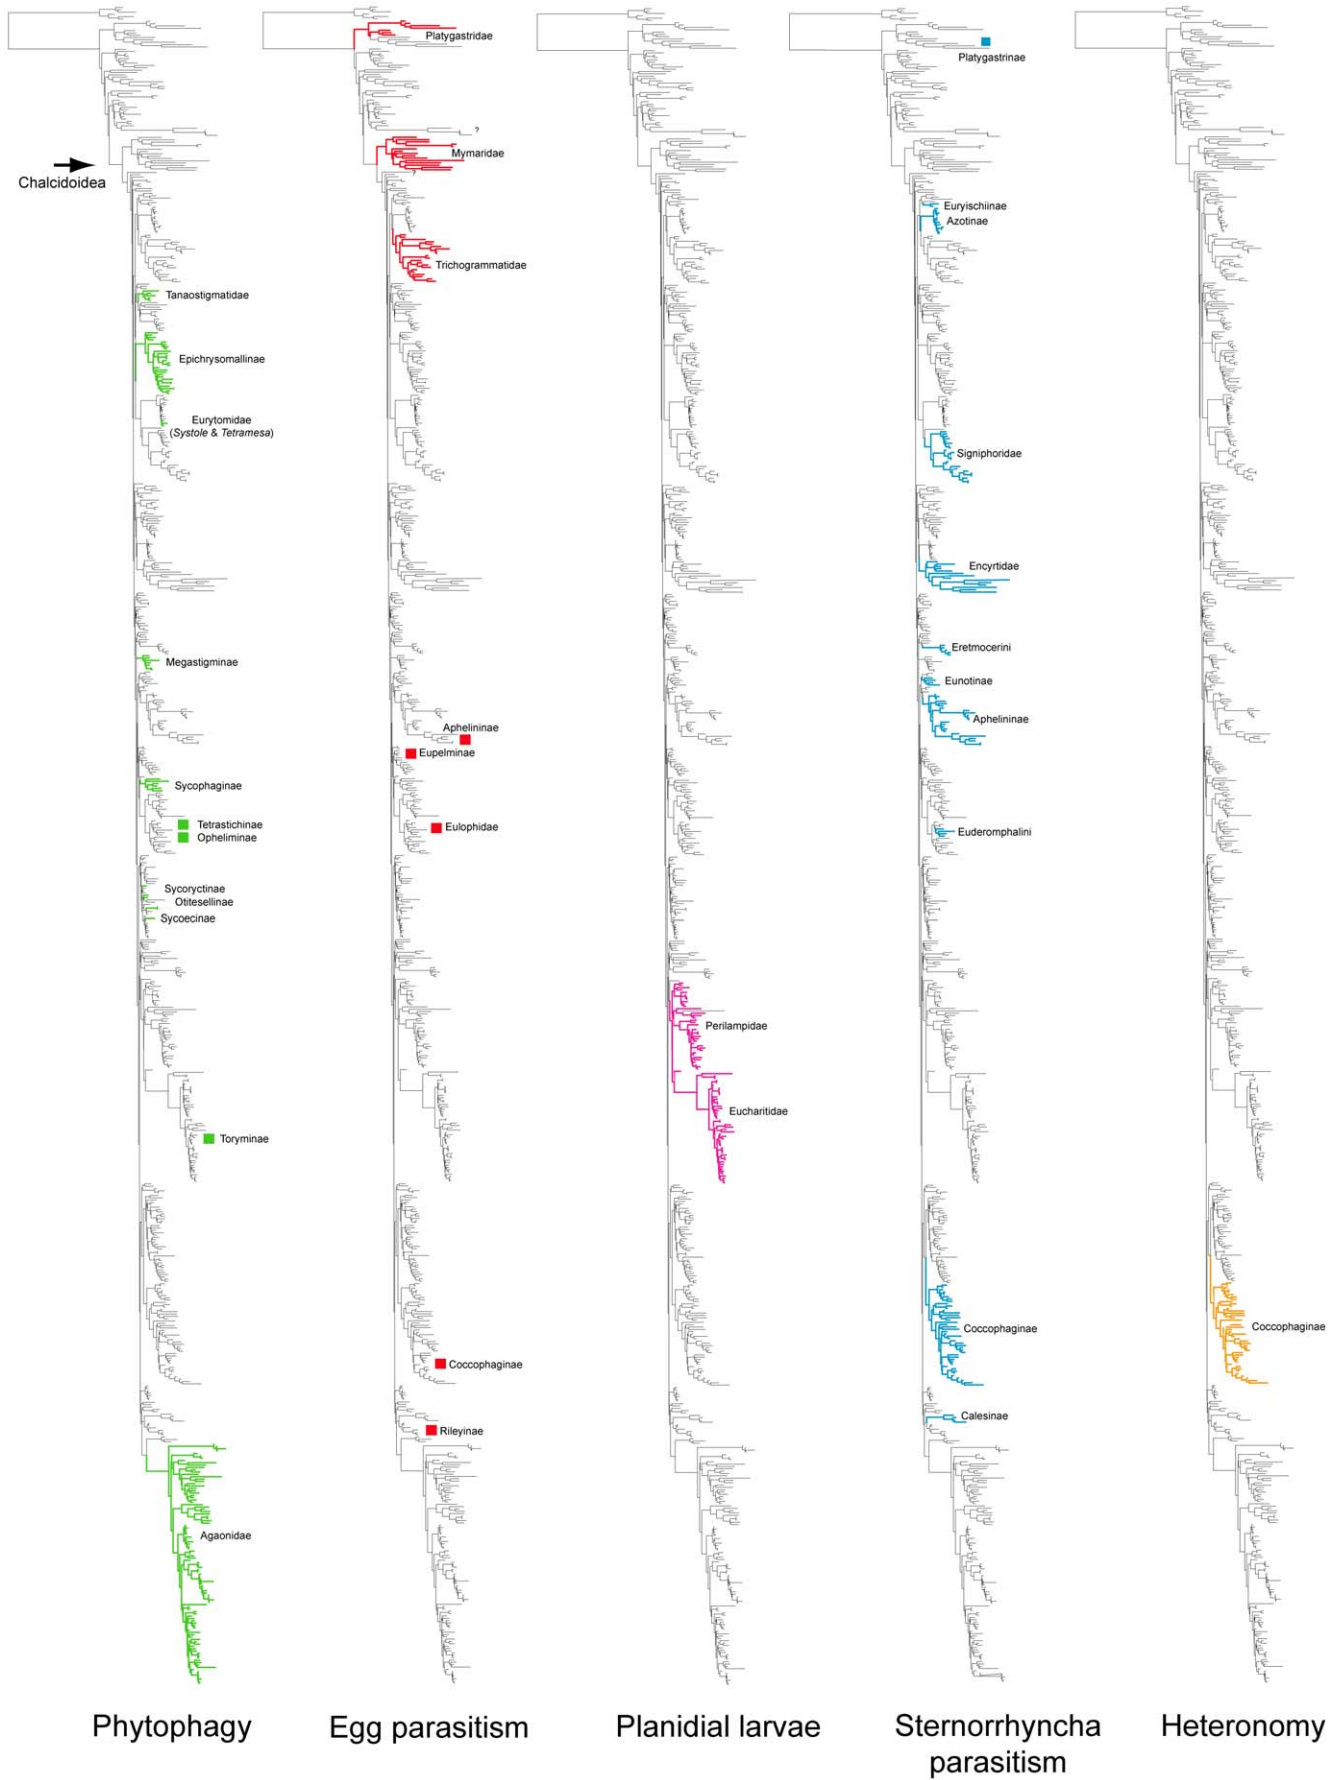 Chalcidoidea
Tanaostigmatidae
Epichrysomallinae
Eurytomidae
(Systole & Tetramesa)
Megastigminae
Sycophaginae
Tetrastichinae
Opheliminae
Sycoryctinae
Otitesellinae
Sycoecinae
Toryminae
Agaonidae
Phytophagy
Platygastridae
?
Mymaridae
?
Trichogrammatidae
Aphelininae
Eupelminae
Eulophidae
Coccophaginae
Rileyinae
Egg parasitism
Perilampidae
Eucharitidae
Planidial larvae
Platygastrinae
Euryischiinae
Azotinae
Signiphoridae
Encyrtidae
Eretmocerini
Eunotinae
Aphelininae
Euderomphalini
Coccophaginae
Calesinae
Sternorrhyncha
parasitism
Coccophaginae
Heteronomy